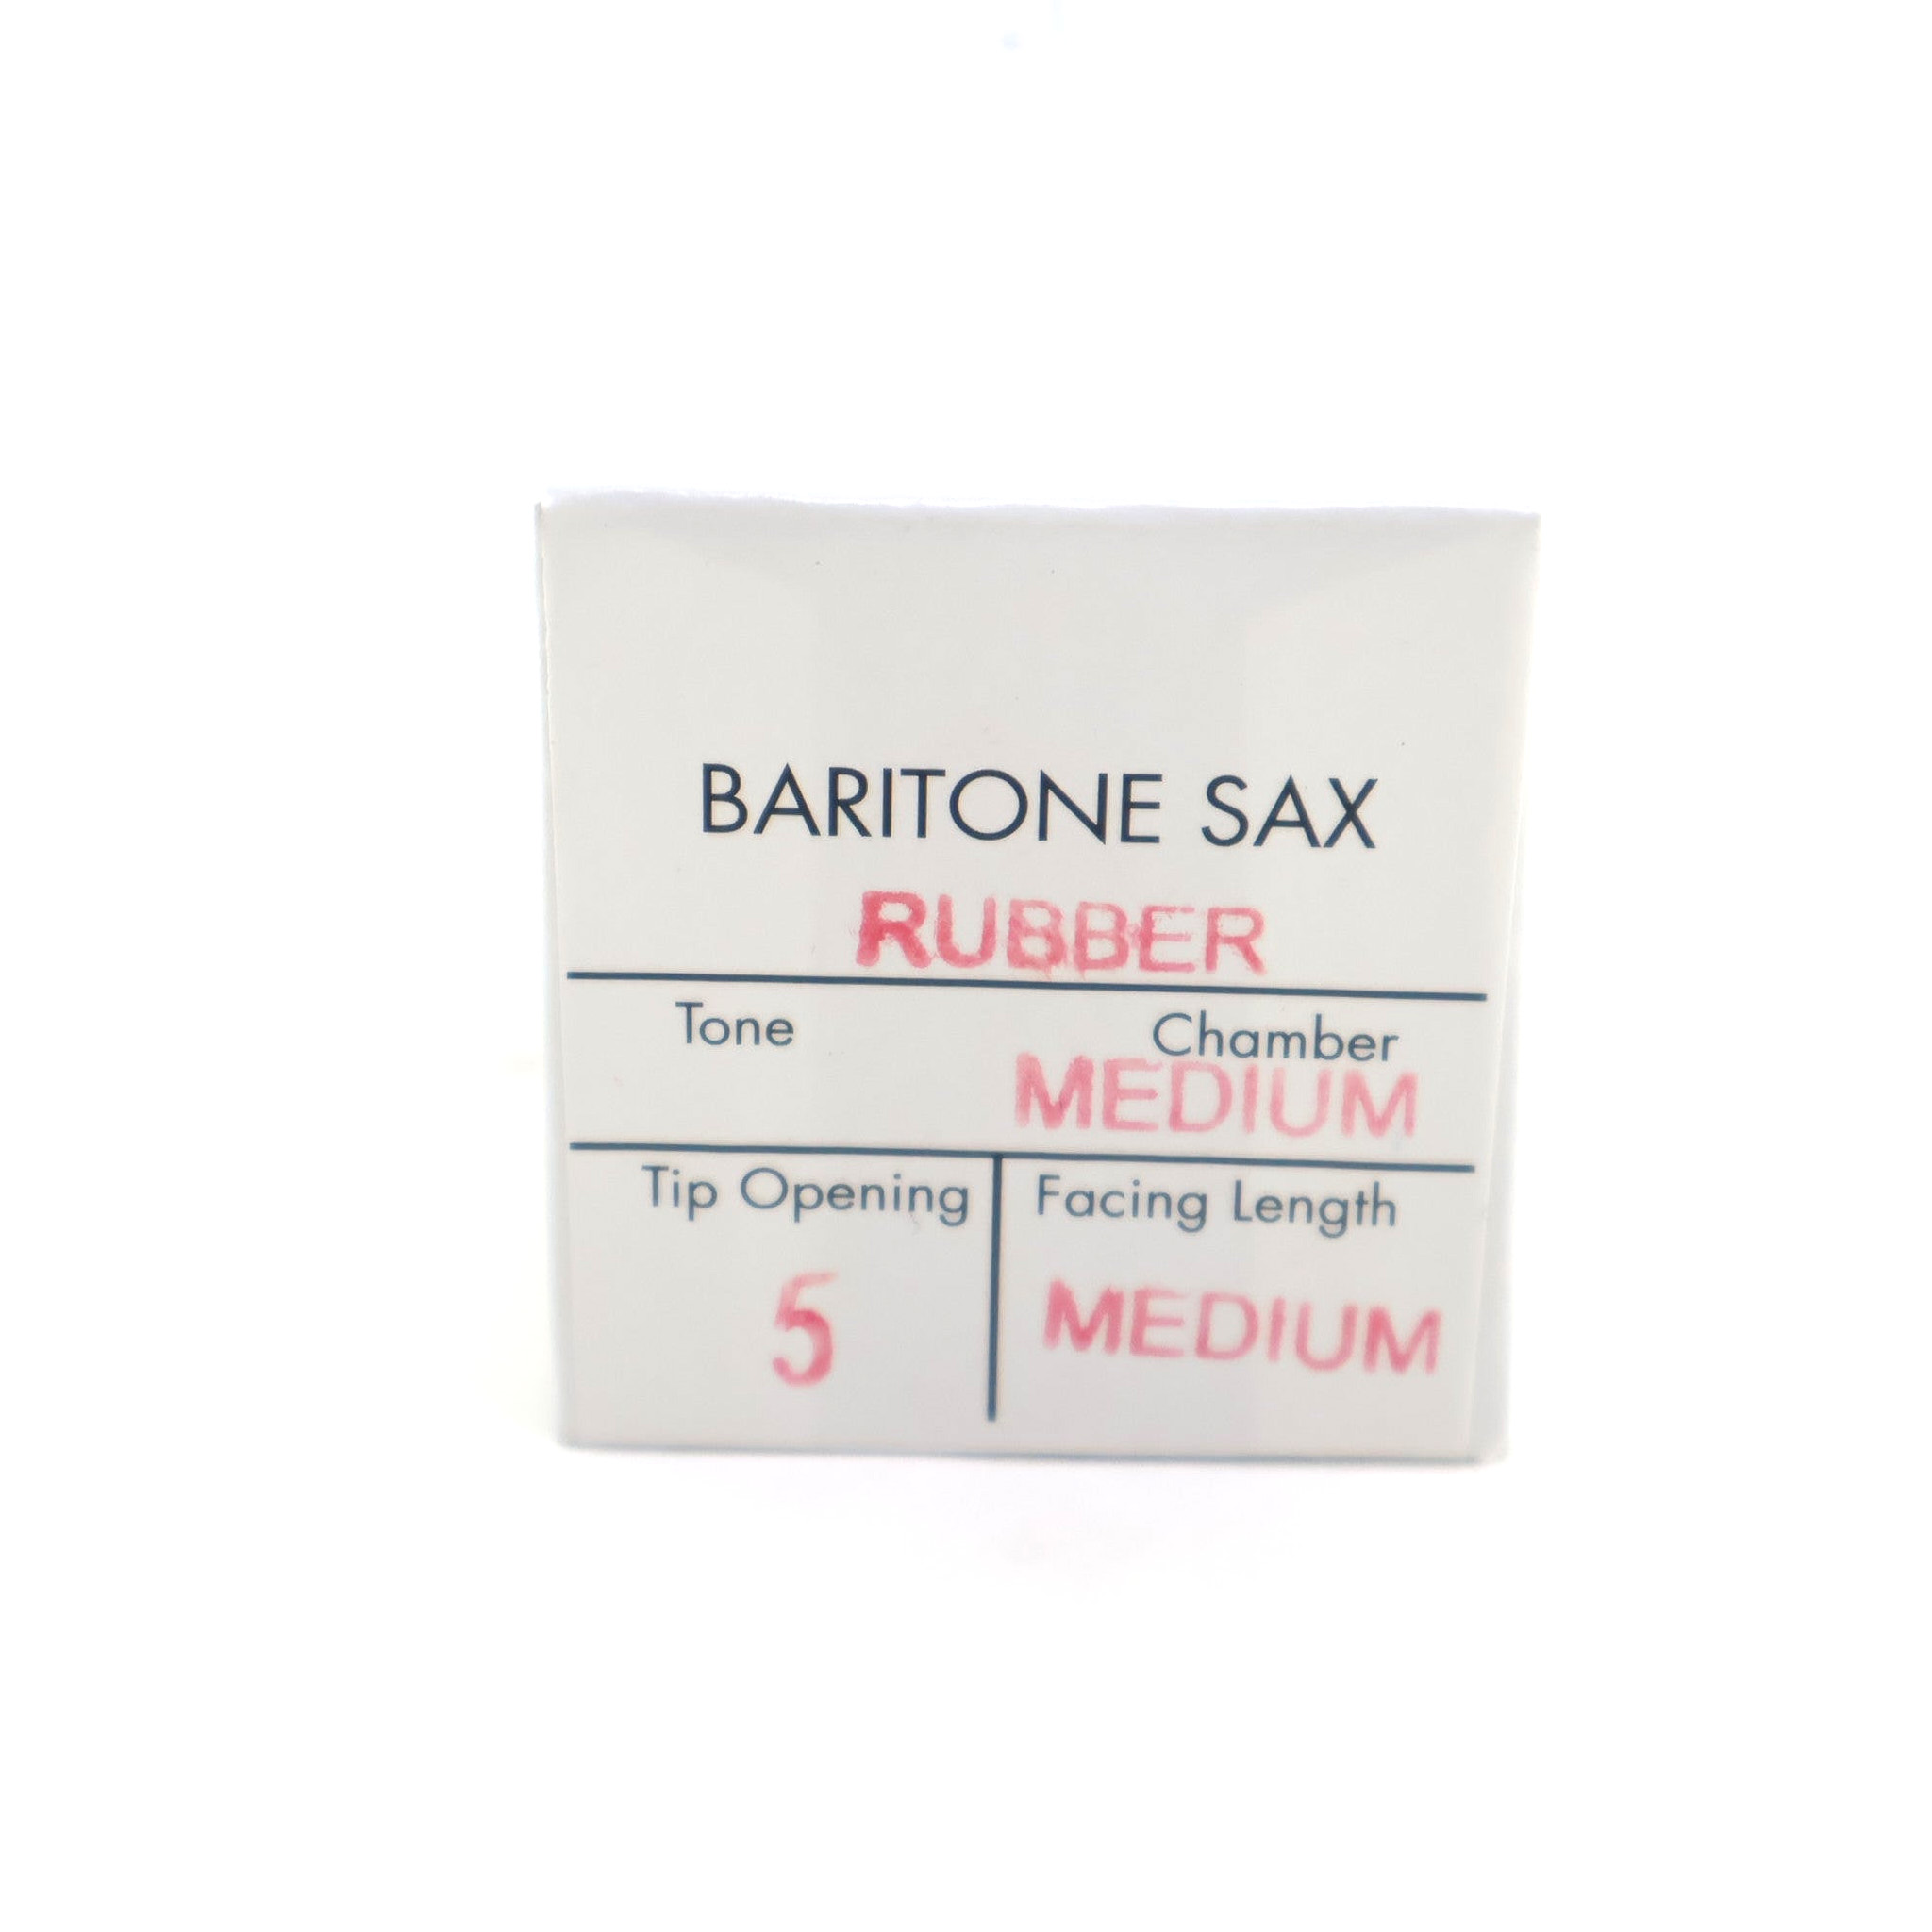 BARITONE SAX
RUBBER
Tone Chamber
MEDIUM
Tip Opening Facing Length
5 MEDIUM